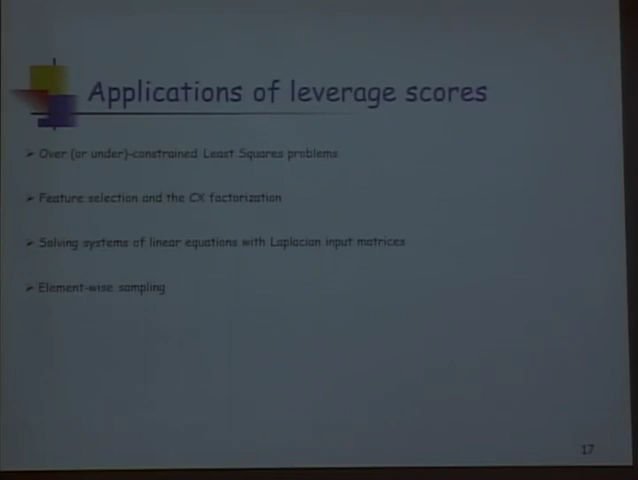 Applications of leverage scores
➢ Over (or under)-constrained Least Squares problems
➢ Feature selection and the CX factorization
➢ Solving systems of linear equations with Laplacian input matrices
➢ Element-wise sampling
17